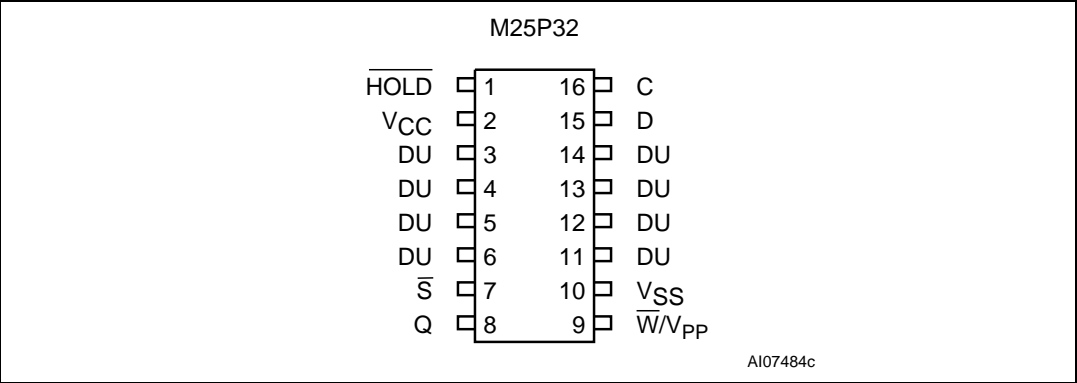 M25P32
HOLD 1 16 C
VCC 2 15 D
DU 3 14 DU
DU 4 13 DU
DU 5 12 DU
DU 6 11 DU
S 7 10 VSS
Q 8 9 W/VPP
AI07484c